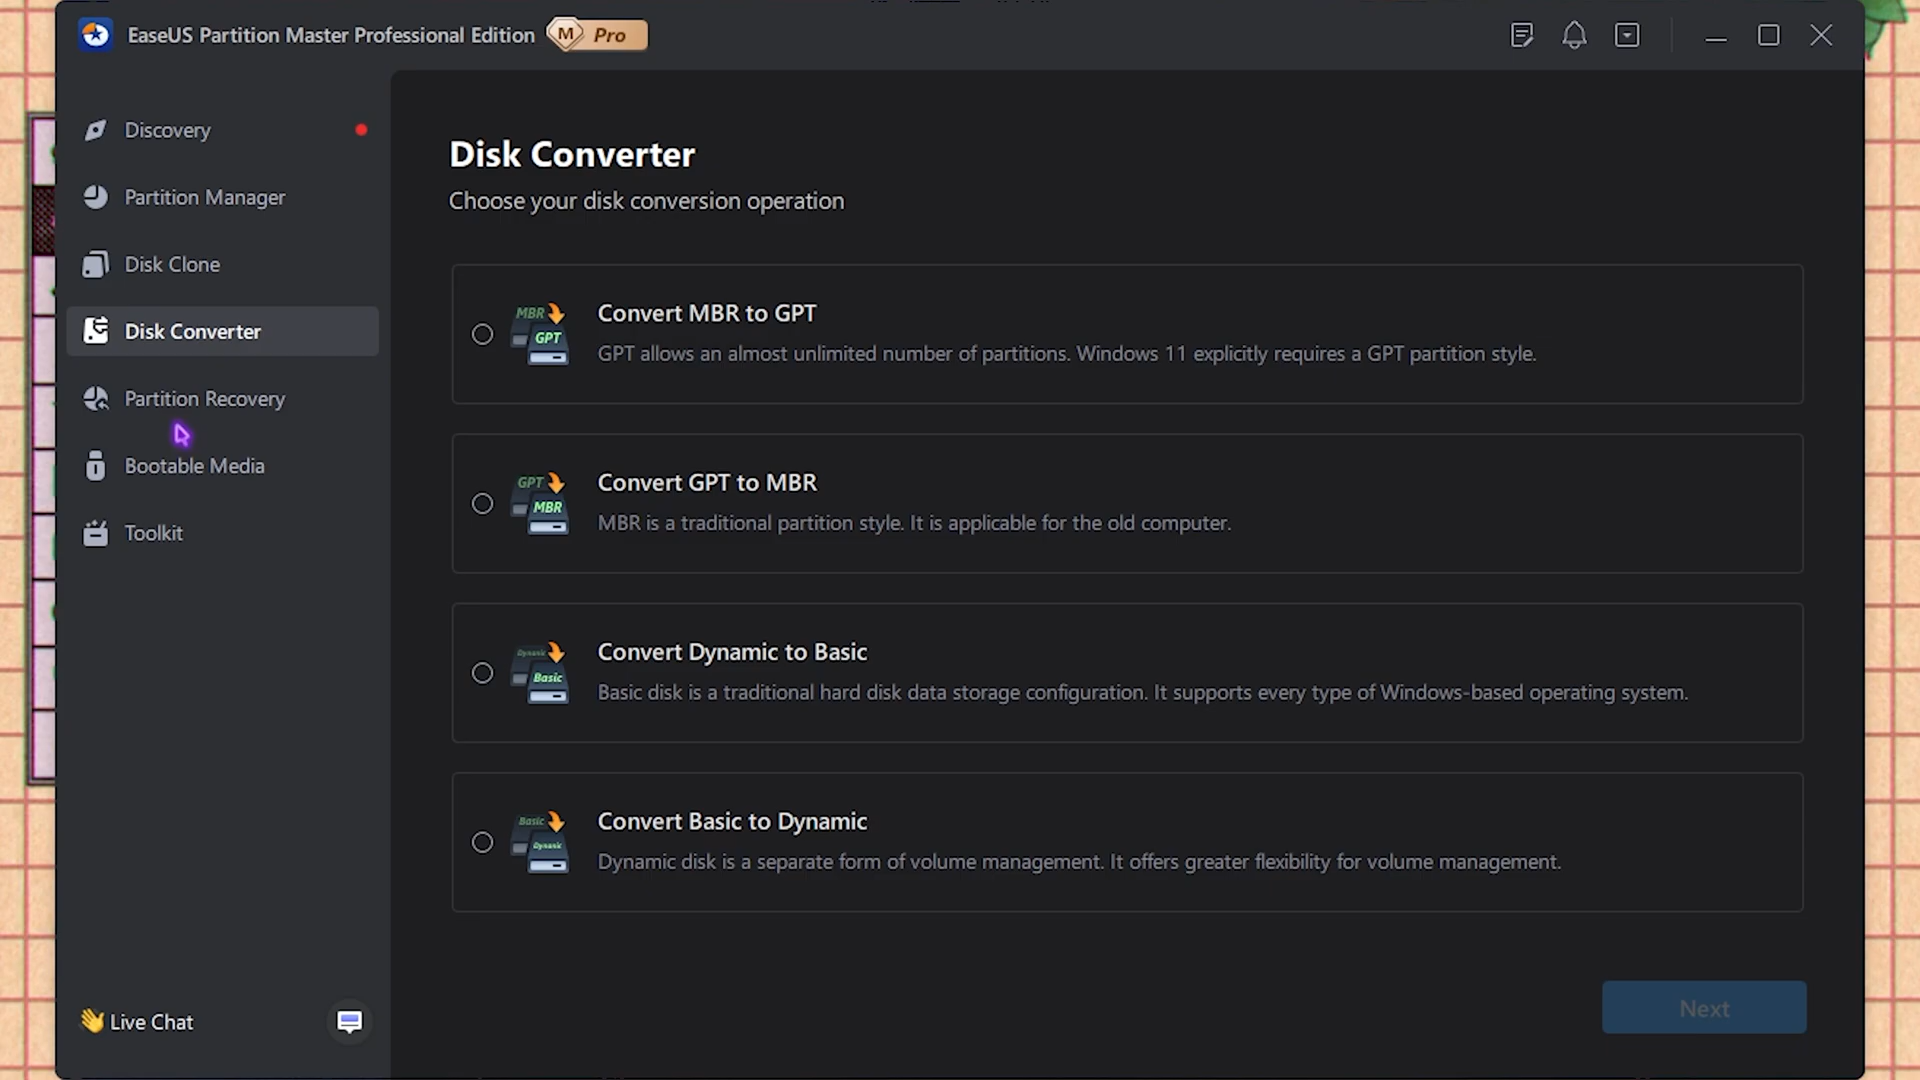 EaseUS Partition Master Professional Edition M Pro
Discovery
Partition Manager
Disk Clone
Disk Converter
Partition Recovery
Bootable Media
Toolkit
👋 Live Chat
Disk Converter
Choose your disk conversion operation
MBR
GPT
Convert MBR to GPT
GPT allows an almost unlimited number of partitions. Windows 11 explicitly requires a GPT partition style.
GPT
MBR
Convert GPT to MBR
MBR is a traditional partition style. It is applicable for the old computer.
Dynamic
Basic
Convert Dynamic to Basic
Basic disk is a traditional hard disk data storage configuration. It supports every type of Windows-based operating system.
Basic
Dynamic
Convert Basic to Dynamic
Dynamic disk is a separate form of volume management. It offers greater flexibility for volume management.
Next